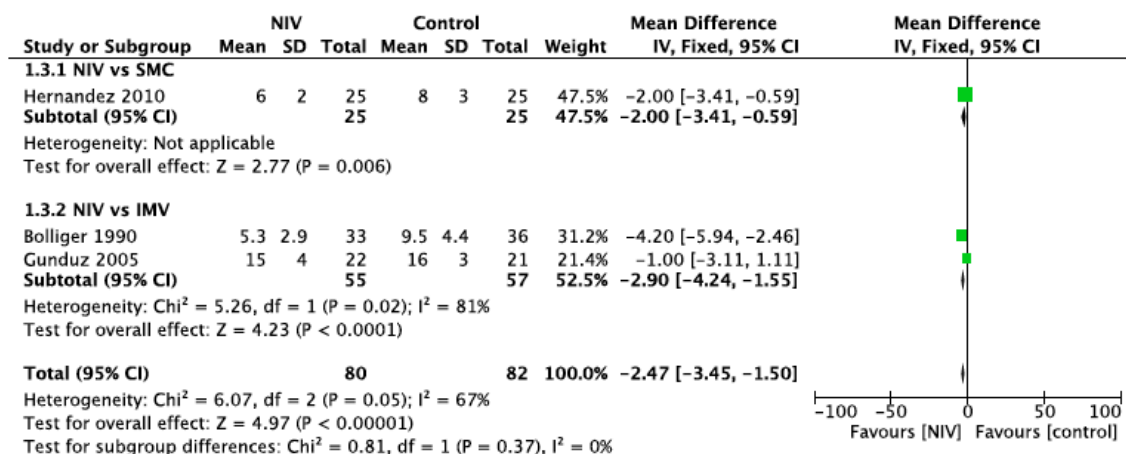 NIV Control Mean Difference Mean Difference
Study or Subgroup Mean SD Total Mean SD Total Weight IV, Fixed, 95% CI IV, Fixed, 95% CI
1.3.1 NIV vs SMC
Hernandez 2010 6 2 25 8 3 25 47.5% −2.00 [−3.41, −0.59]
Subtotal (95% CI) 25 25 47.5% −2.00 [−3.41, −0.59]
Heterogeneity: Not applicable
Test for overall effect: Z = 2.77 (P = 0.006)
1.3.2 NIV vs IMV
Bolliger 1990 5.3 2.9 33 9.5 4.4 36 31.2% −4.20 [−5.94, −2.46]
Gunduz 2005 15 4 22 16 3 21 21.4% −1.00 [−3.11, 1.11]
Subtotal (95% CI) 55 57 52.5% −2.90 [−4.24, −1.55]
Heterogeneity: Chi² = 5.26, df = 1 (P = 0.02); I² = 81%
Test for overall effect: Z = 4.23 (P < 0.0001)
Total (95% CI) 80 82 100.0% −2.47 [−3.45, −1.50]
Heterogeneity: Chi² = 6.07, df = 2 (P = 0.05); I² = 67%
Test for overall effect: Z = 4.97 (P < 0.00001)
Test for subgroup differences: Chi² = 0.81, df = 1 (P = 0.37), I² = 0%
−100 −50 0 50 100
Favours [NIV] Favours [control]